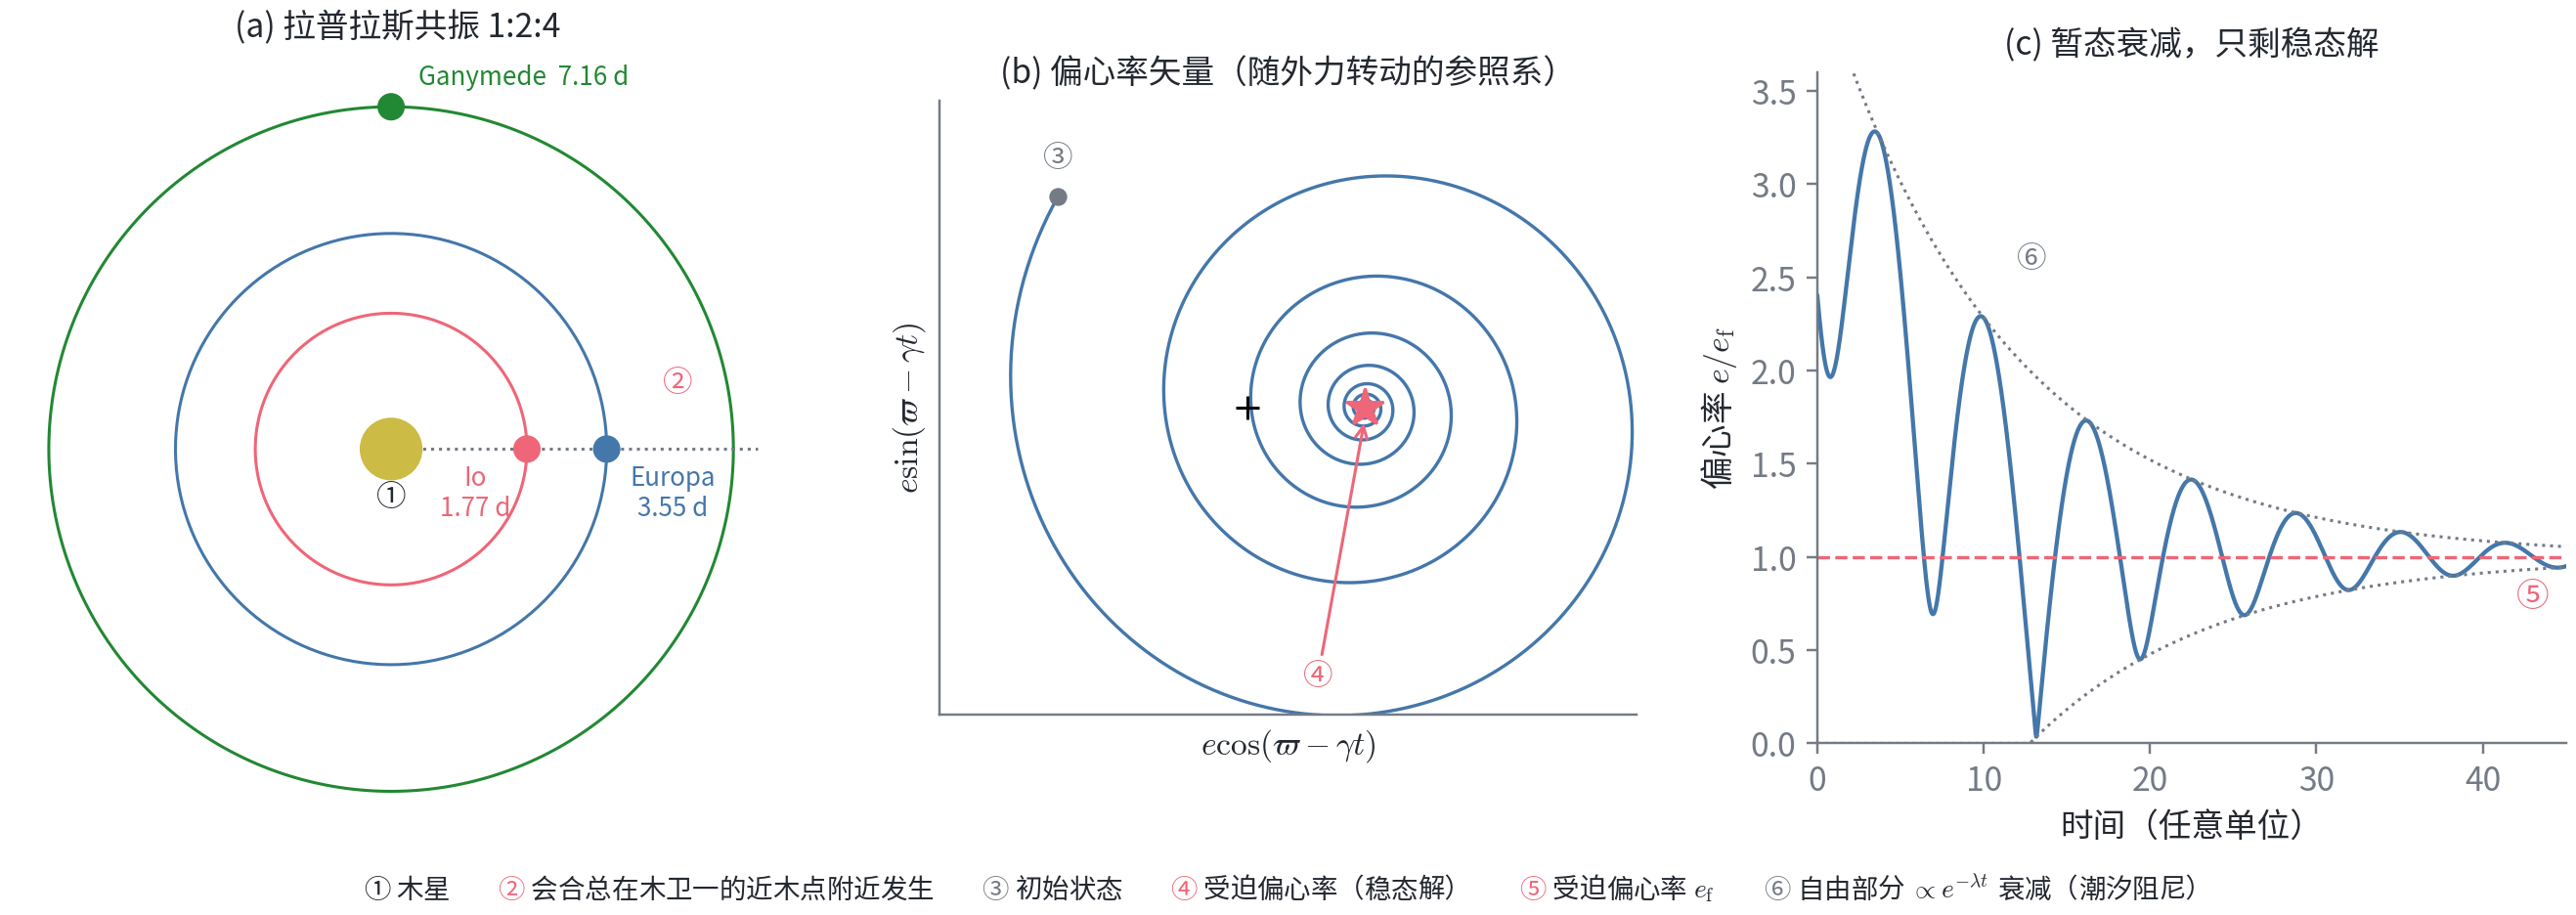 (a) 拉普拉斯共振 1:2:4
Ganymede 7.16 d
②
①
Io
1.77 d
Europa
3.55 d
(b) 偏心率矢量（随外力转动的参照系）
③
④
e sin(ϖ − γt)
e cos(ϖ − γt)
(c) 暂态衰减，只剩稳态解
3.5
3.0
2.5
2.0
1.5
1.0
0.5
0.0
偏心率 e/e_f
⑥
⑤
0 10 20 30 40
时间（任意单位）
① 木星 ② 会合总在木卫一的近木点附近发生 ③ 初始状态 ④ 受迫偏心率（稳态解） ⑤ 受迫偏心率 e_f ⑥ 自由部分 ∝ e^{−λt} 衰减（潮汐阻尼）